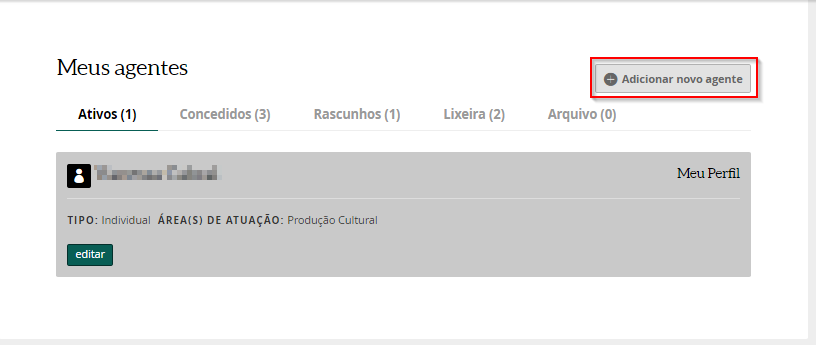 Meus agentes
Adicionar novo agente
Ativos (1) Concedidos (3) Rascunhos (1) Lixeira (2) Arquivo (0)
Meu Perfil
TIPO: Individual ÁREA(S) DE ATUAÇÃO: Produção Cultural
editar